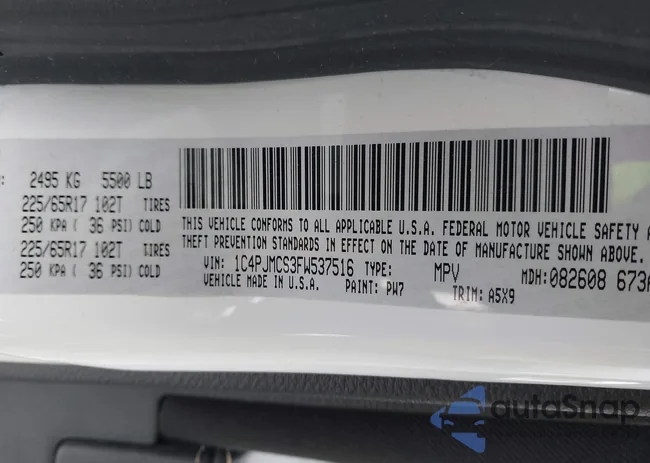 : 2495 KG 5500 LB
225/65R17 102T TIRES
250 KPA ( 36 PSI) COLD
225/65R17 102T TIRES
250 KPA ( 36 PSI) COLD
THIS VEHICLE CONFORMS TO ALL APPLICABLE U.S.A. FEDERAL MOTOR VEHICLE SAFETY A
THEFT PREVENTION STANDARDS IN EFFECT ON THE DATE OF MANUFACTURE SHOWN ABOVE.
VIN: 1C4PJMCS3FW537516 TYPE: MPV MDH: 082608 673A
VEHICLE MADE IN U.S.A. PAINT: PW7 TRIM: A5X9
autoSnap